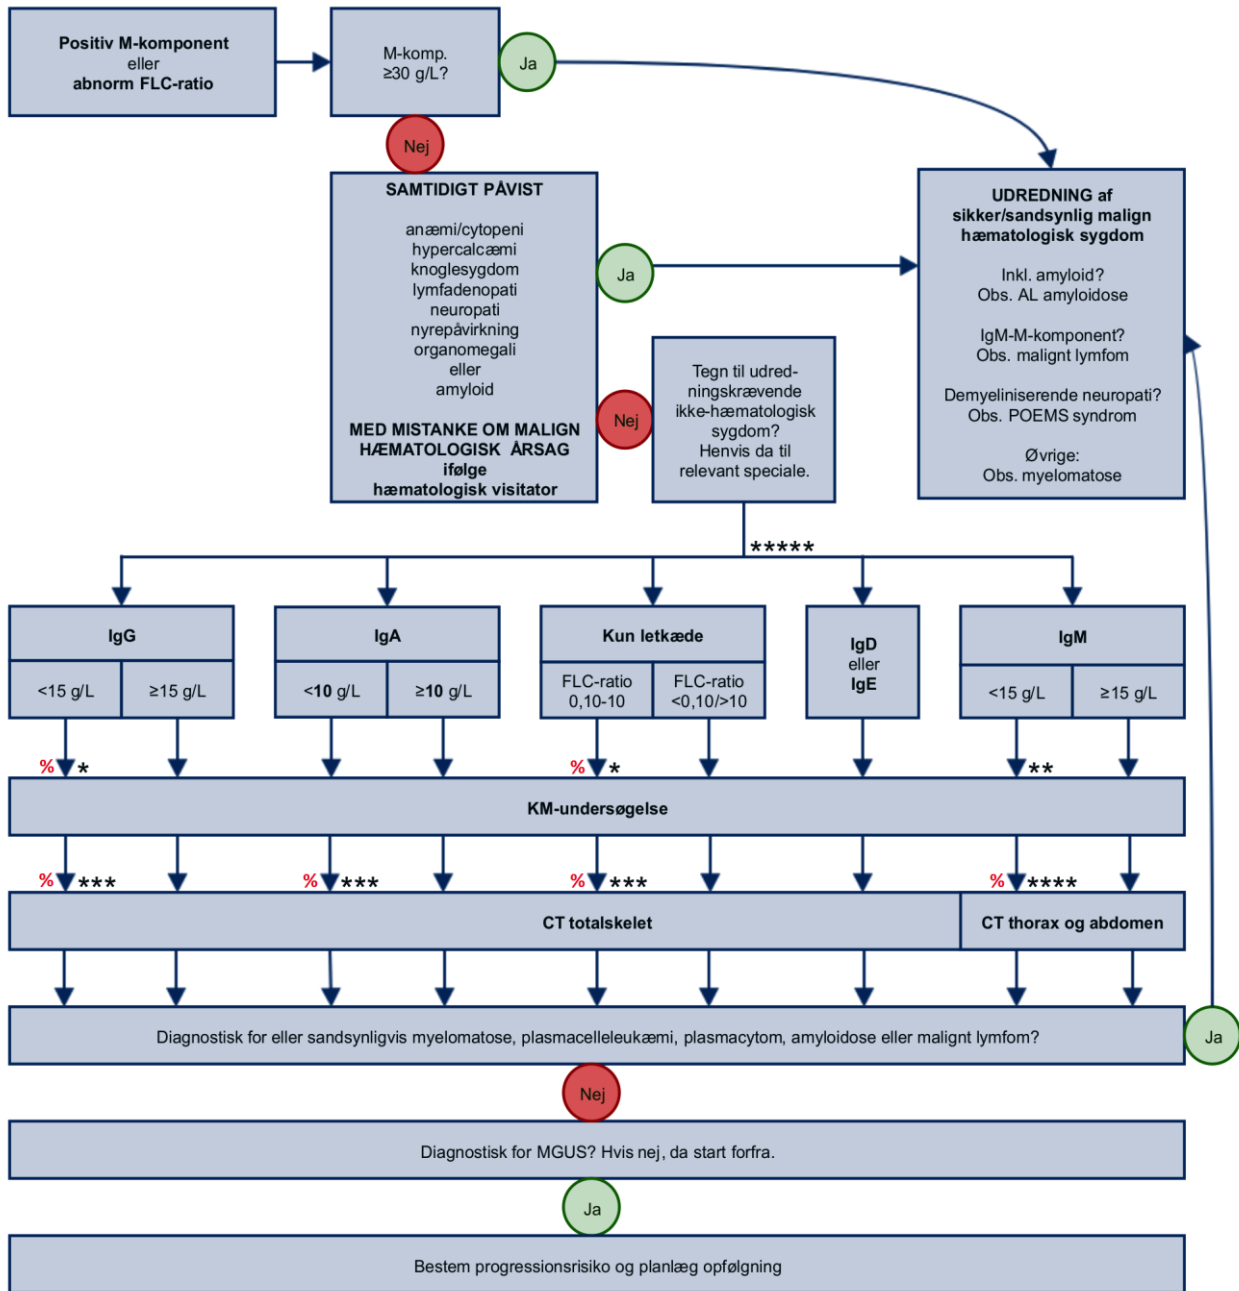 Positiv M-komponent
eller
abnorm FLC-ratio
M-komp.
≥30 g/L?
Ja
Nej
SAMTIDIGT PÅVIST
anæmi/cytopeni
hypercalcæmi
knoglesygdom
lymfadenopati
neuropati
nyrepåvirkning
organomegali
eller
amyloid
MED MISTANKE OM MALIGN
HÆMATOLOGISK ÅRSAG
ifølge
hæmatologisk visitator
Ja
Nej
Tegn til udred-
ningskrævende
ikke-hæmatologisk
sygdom?
Henvis da til
relevant speciale.
UDREDNING af
sikker/sandsynlig malign
hæmatologisk sygdom
Inkl. amyloid?
Obs. AL amyloidose
IgM-M-komponent?
Obs. malignt lymfom
Demyeliniserende neuropati?
Obs. POEMS syndrom
Øvrige:
Obs. myelomatose
*****
IgG
<15 g/L
≥15 g/L
IgA
<10 g/L
≥10 g/L
Kun letkæde
FLC-ratio
0,10-10
FLC-ratio
<0,10/>10
IgD
eller
IgE
IgM
<15 g/L
≥15 g/L
% *
% *
**
KM-undersøgelse
% ***
% ***
% ***
% ****
CT totalskelet
CT thorax og abdomen
Diagnostisk for eller sandsynligvis myelomatose, plasmacelleleukæmi, plasmacytom, amyloidose eller malignt lymfom?
Ja
Nej
Diagnostisk for MGUS? Hvis nej, da start forfra.
Ja
Bestem progressionsrisiko og planlæg opfølgning